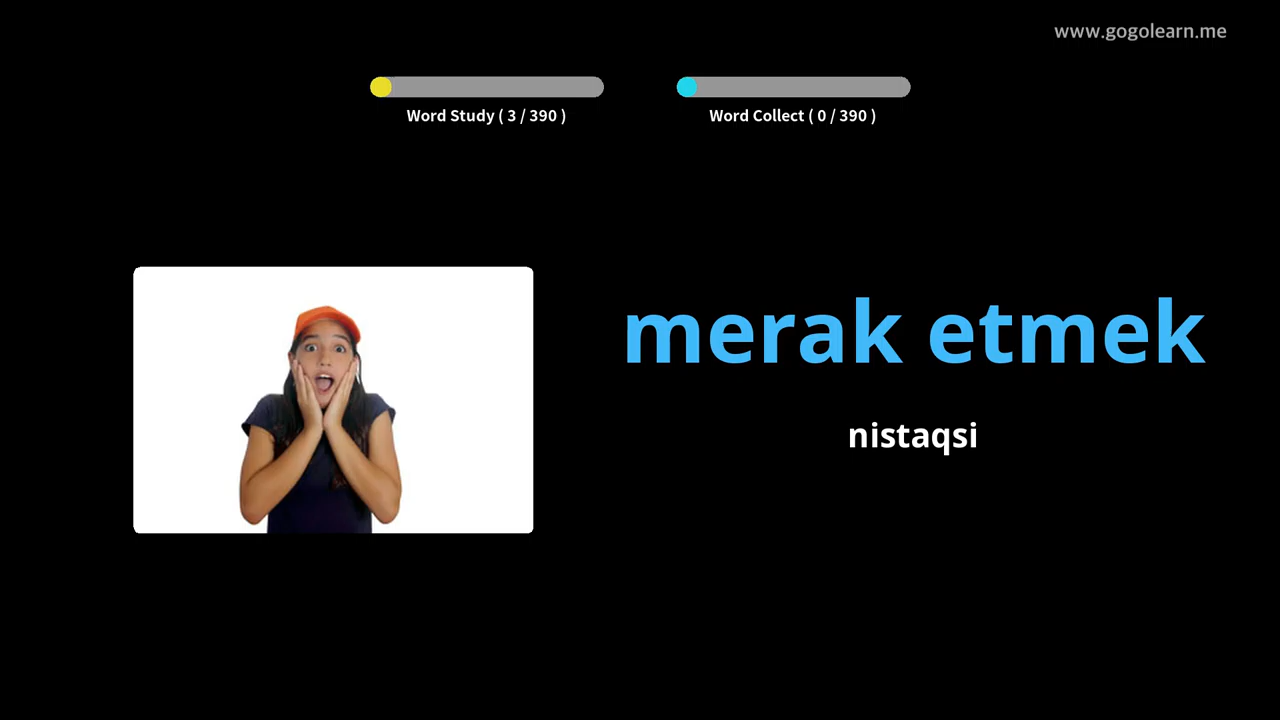 www.gogolearn.me
Word Study ( 3 / 390 )
Word Collect ( 0 / 390 )
merak etmek
nistaqsi